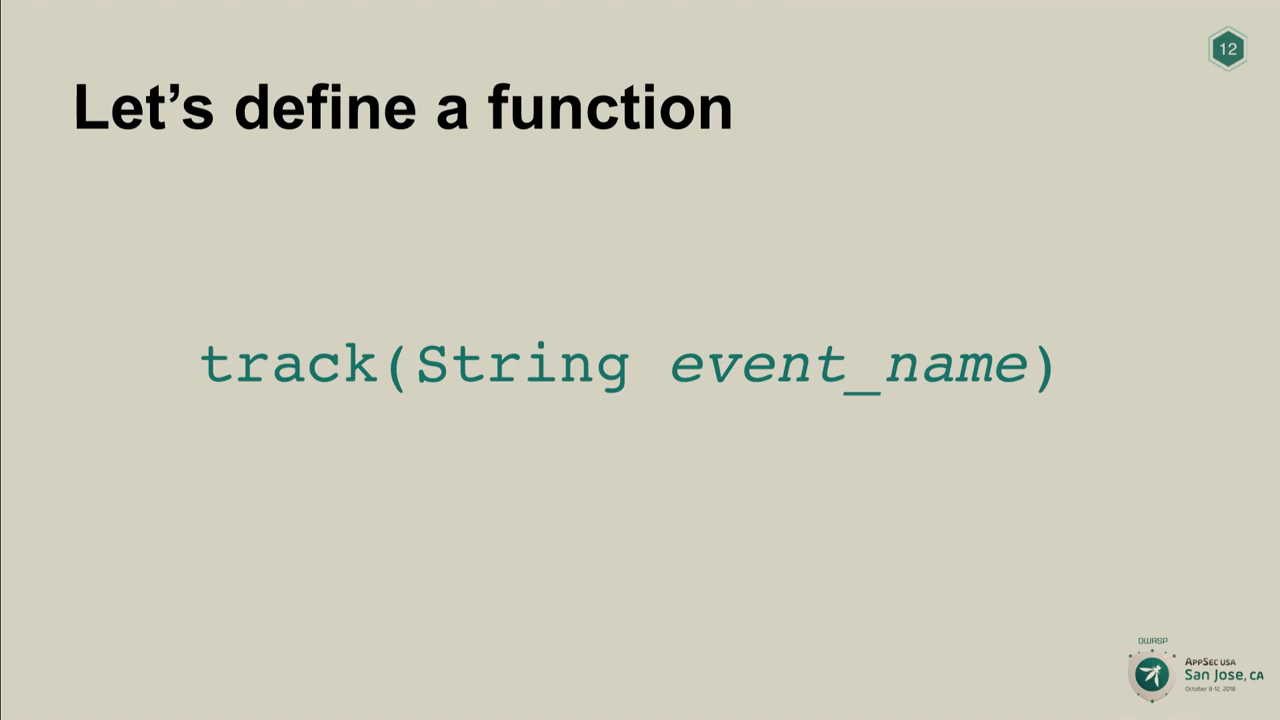 12
Let’s define a function
track(String event_name)
OWASP
AppSec USA
San Jose, CA
October 8-12, 2018